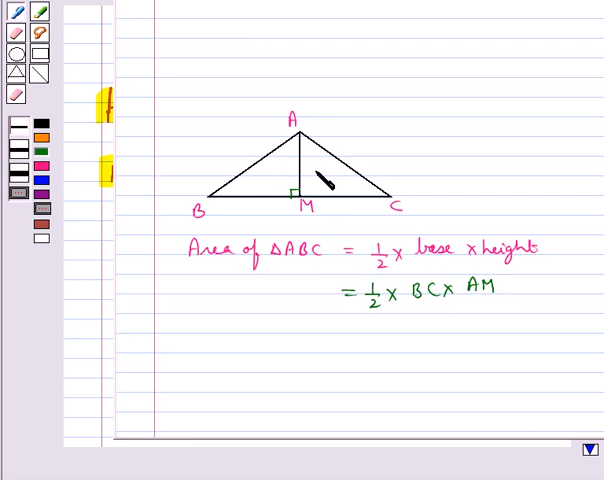 A
B M C
Area of ΔABC = 1/2 × base × height
= 1/2 × BC × AM